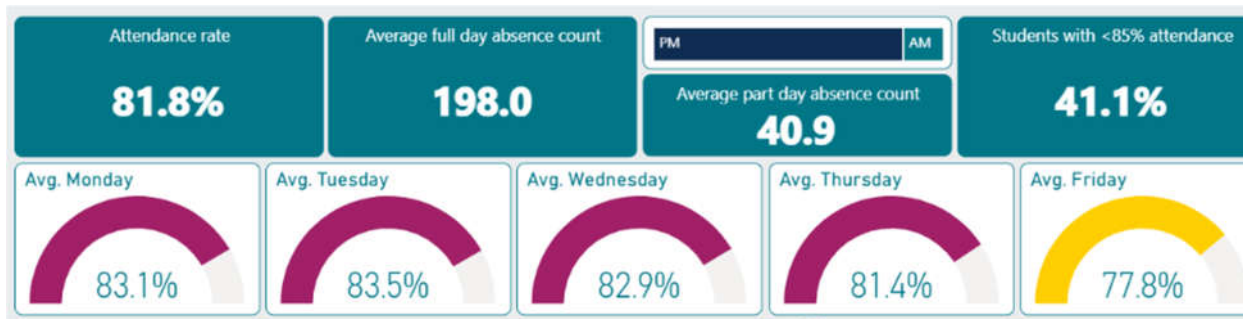 Attendance rate
81.8%
Average full day absence count
198.0
PM AM
Average part day absence count
40.9
Students with <85% attendance
41.1%
Avg. Monday
83.1%
Avg. Tuesday
83.5%
Avg. Wednesday
82.9%
Avg. Thursday
81.4%
Avg. Friday
77.8%